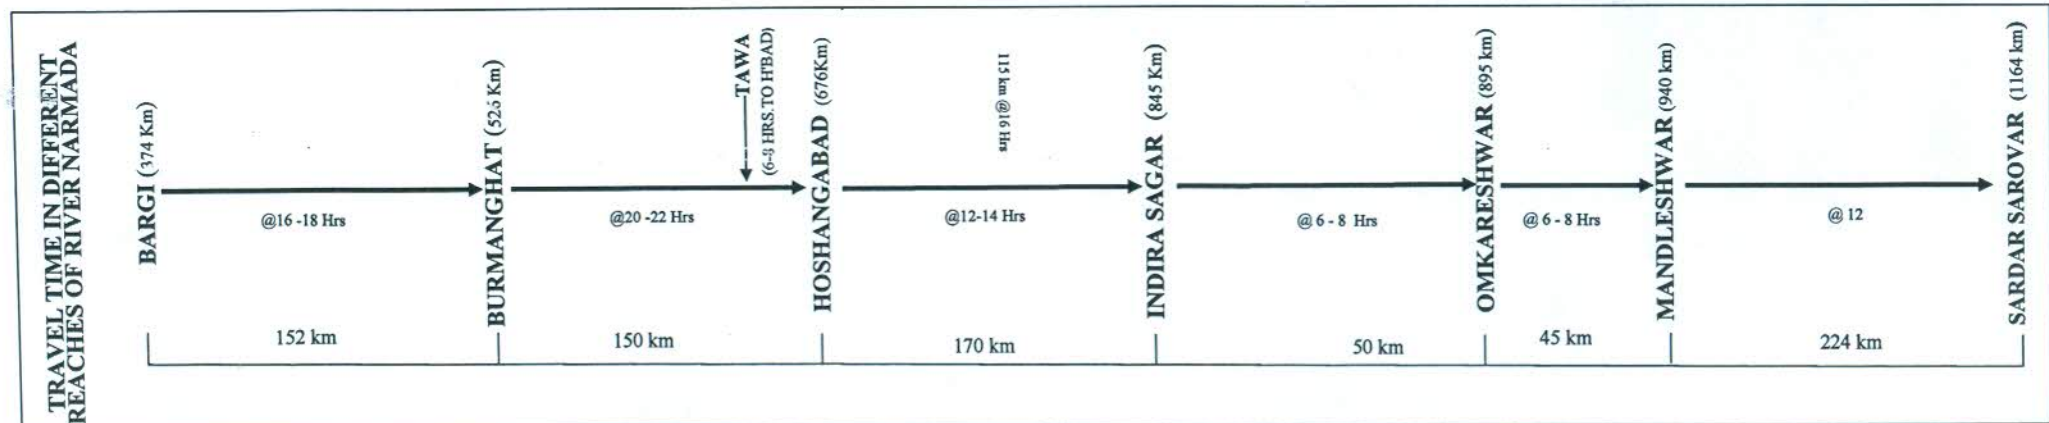 TRAVEL TIME IN DIFFERENT
REACHES OF RIVER NARMADA
BARGI (374 Km)
BURMANGHAT (526 Km)
TAWA
(6-8 HRS.TO H'BAD)
HOSHANGABAD (676Km)
115 km @16 Hrs
INDIRA SAGAR (845 Km)
OMKARESHWAR (895 km)
MANDLESHWAR (940 km)
SARDAR SAROVAR (1164 km)
@16 -18 Hrs
@20 -22 Hrs
@12-14 Hrs
@ 6 - 8 Hrs
@ 6 - 8 Hrs
@ 12
152 km
150 km
170 km
50 km
45 km
224 km